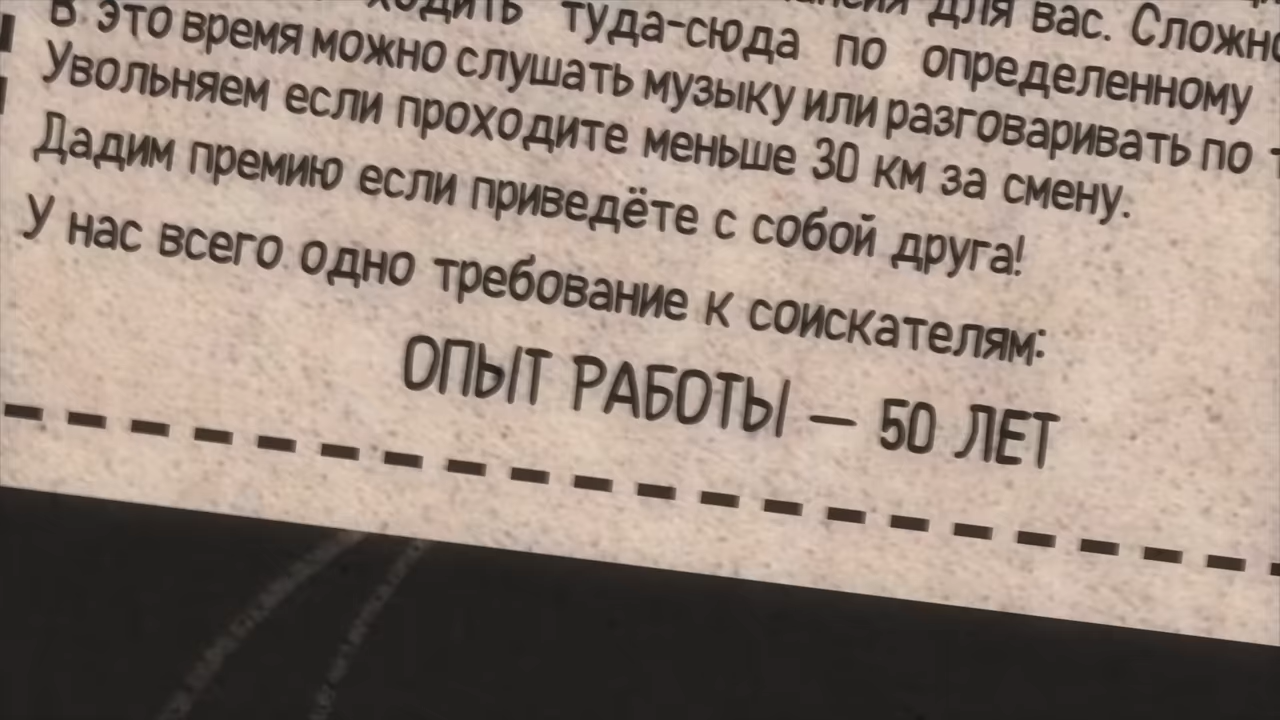 для вас. Сложно
туда-сюда по определенному
В это время можно слушать музыку или разговаривать по
Увольняем если проходите меньше 30 км за смену.
Дадим премию если приведёте с собой друга!
У нас всего одно требование к соискателям:
ОПЫТ РАБОТЫ — 50 ЛЕТ